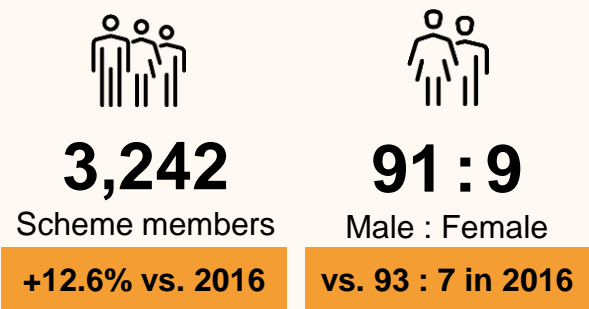 3,242
Scheme members
+12.6% vs. 2016
91 : 9
Male : Female
vs. 93 : 7 in 2016